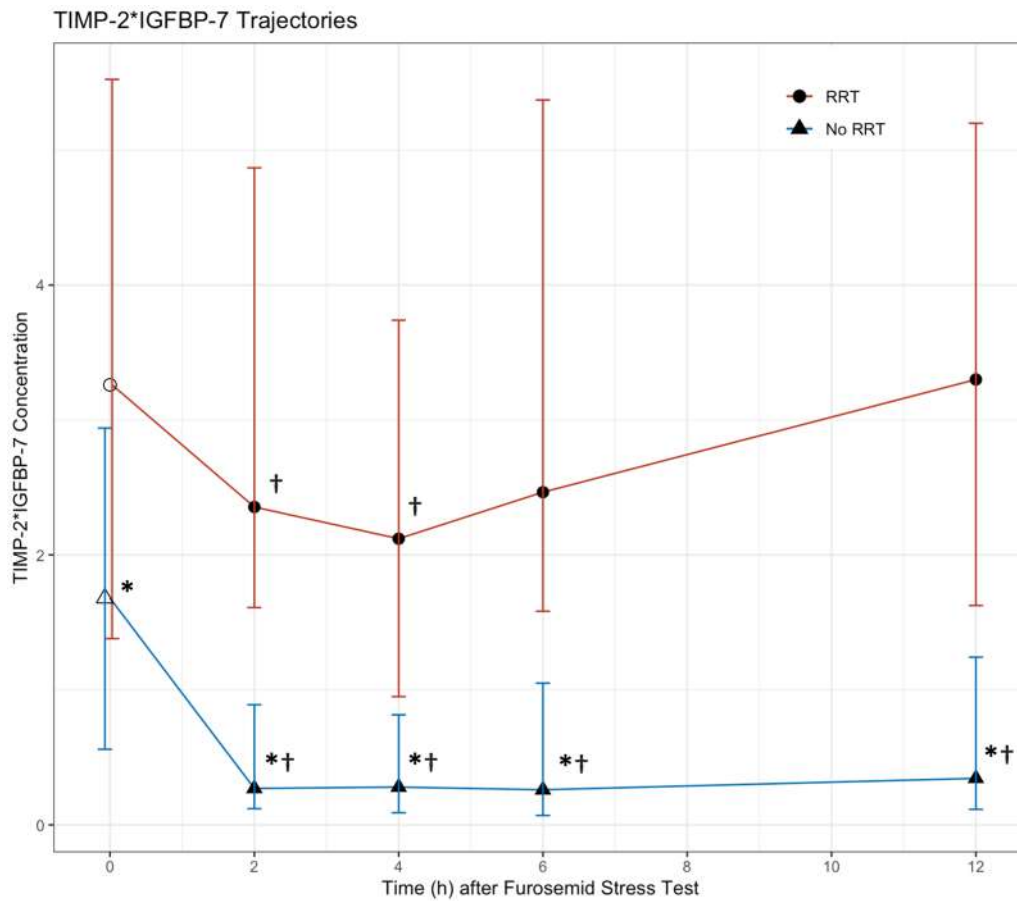 TIMP-2*IGFBP-7 Trajectories
RRT
No RRT
TIMP-2*IGFBP-7 Concentration
4
2
0
†
†
*
*†
*†
*†
*†
0 2 4 6 8 10 12
Time (h) after Furosemid Stress Test